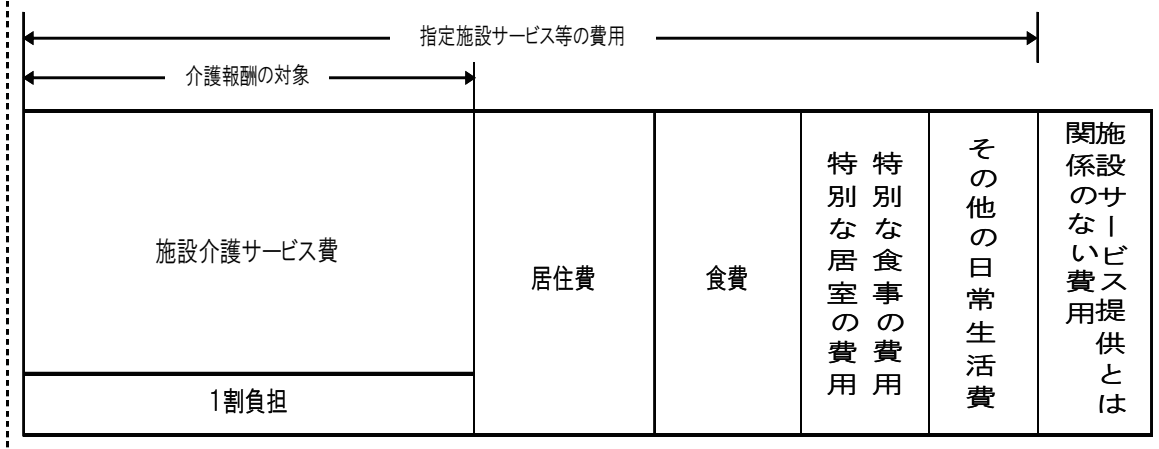 指定施設サービス等の費用
介護報酬の対象
施設介護サービス費
1割負担
居住費
食費
特別な食事の費用
特別な居室の費用
その他の日常生活費
施設サービス提供とは
関係のない費用